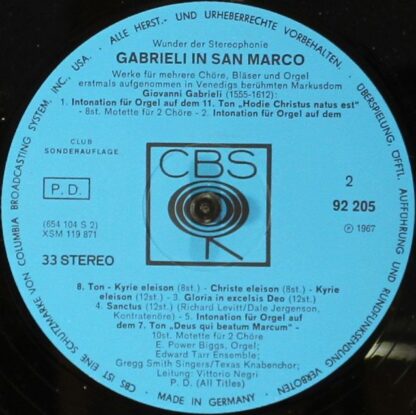 ALLE HERST.- UND URHEBERRECHTE VORBEHALTEN.
ÜBERSPIELUNG, ÖFFTL. AUFFÜHRUNG UND RUNDFUNKSENDUNG VERBOTEN
CBS IST EINE SCHUTZMARKE VON COLUMBIA BROADCASTING SYSTEM, INC., USA.
Wunder der Stereophonie
GABRIELI IN SAN MARCO
Werke für mehrere Chöre, Bläser und Orgel
erstmals aufgenommen in Venedigs berühmten Markusdom
Giovanni Gabrieli (1555-1612):
1. Intonation für Orgel auf dem 11. Ton „Hodie Christus natus est"
- 8st. Motette für 2 Chöre - 2. Intonation für Orgel auf dem
CLUB
SONDERAUFLAGE
CBS
P. D.
2
92 205
(654 104 S 2)
XSM 119 871
℗ 1967
33 STEREO
8. Ton - Kyrie eleison (8st.) - Christe eleison (8st.) - Kyrie
eleison (12st.) - 3. Gloria in excelsis Deo (12st.) -
4. Sanctus (12st.) (Richard Levitt/Dale Jergenson,
Kontratenöre) - 5. Intonation für Orgel auf
dem 7. Ton „Deus qui beatum Marcum" -
10st. Motette für 2 Chöre
E. Power Biggs, Orgel;
Edward Tarr Ensemble;
Gregg Smith Singers/Texas Knabenchor;
Leitung: Vittorio Negri
P. D. (All Titles)
MADE IN GERMANY